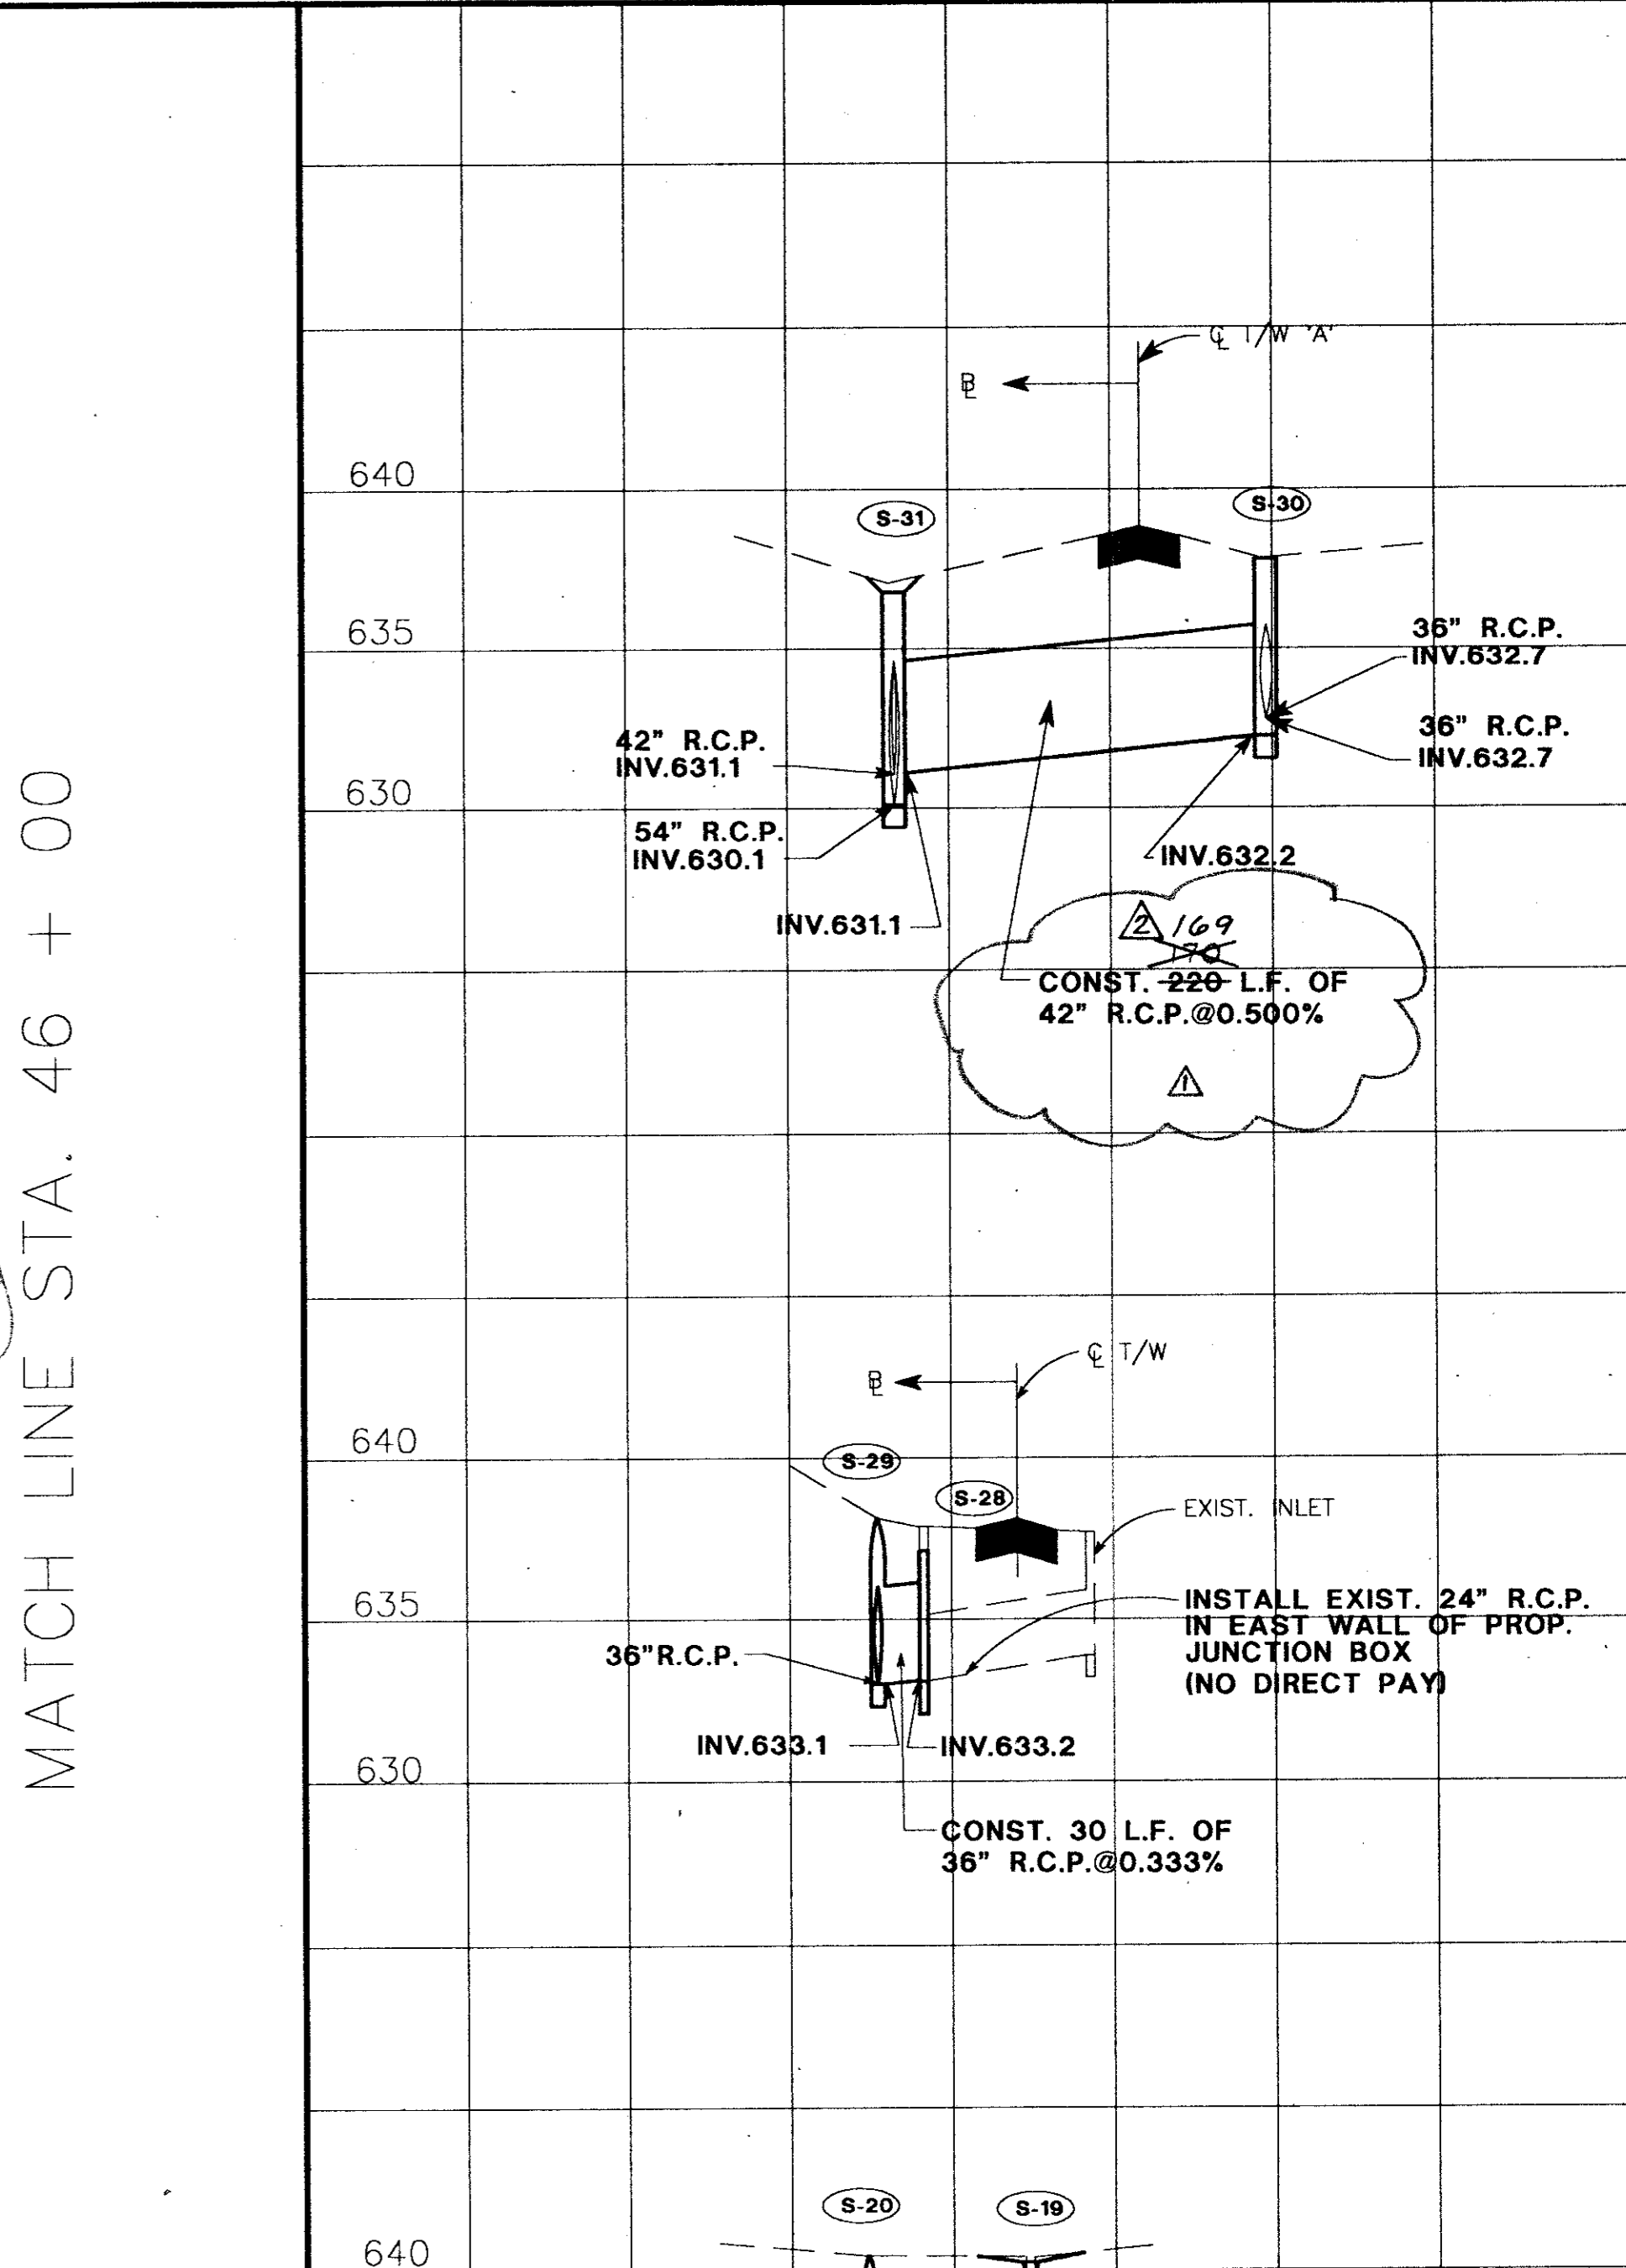 MATCH LINE STA. 46 + 00
℄ T/W 'A'
BL
640
S-31
S-30
635
36" R.C.P.
INV.632.7
36" R.C.P.
INV.632.7
42" R.C.P.
INV.631.1
630
54" R.C.P.
INV.630.1
INV.632.2
INV.631.1
2 169
170
CONST. 220 L.F. OF
42" R.C.P.@0.500%
1
℄ T/W
BL
640
S-29
S-28
EXIST. INLET
635
INSTALL EXIST. 24" R.C.P.
IN EAST WALL OF PROP.
JUNCTION BOX
(NO DIRECT PAY)
36"R.C.P.
INV.633.1
INV.633.2
630
CONST. 30 L.F. OF
36" R.C.P.@0.333%
S-20
S-19
640